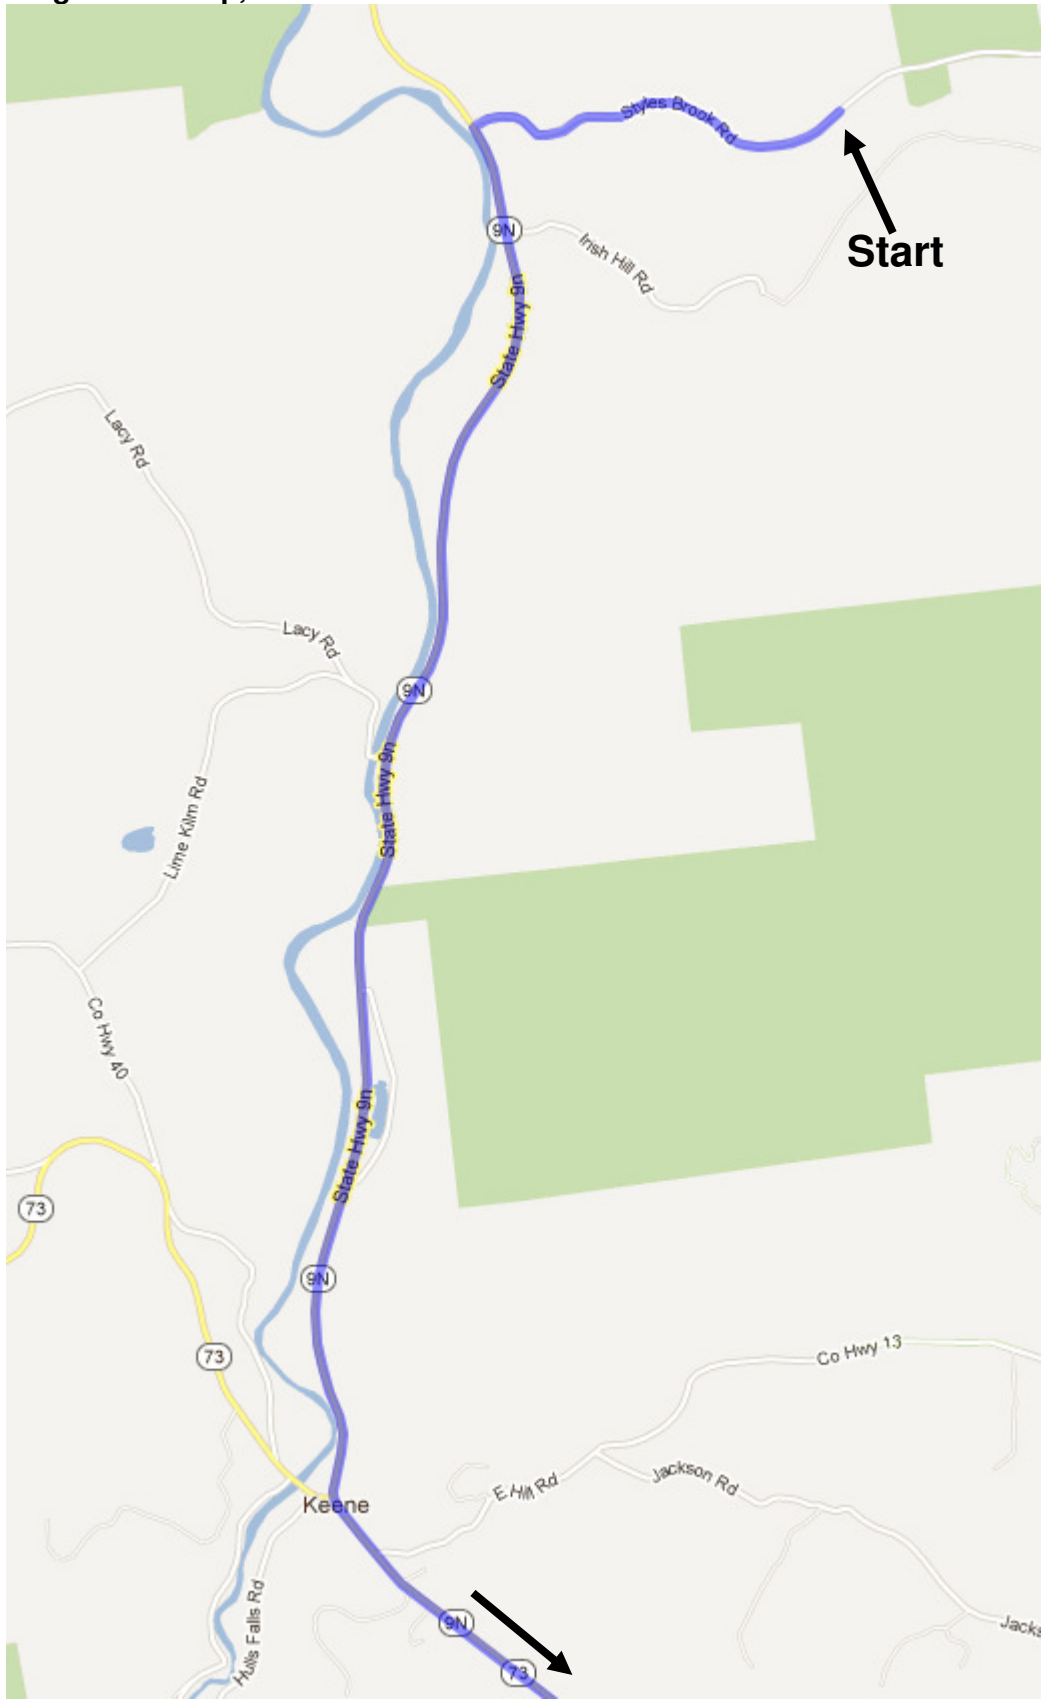 Styles Brook Rd
Start
9N
Irish Hill Rd
State Hwy 9n
Lacy Rd
Lacy Rd
9N
State Hwy 9n
Lime Kilm Rd
Co Hwy 40
State Hwy 9n
73
9N
73
Co Hwy 13
E Hill Rd
Jackson Rd
Keene
Hulls Falls Rd
9N
Jacks
73